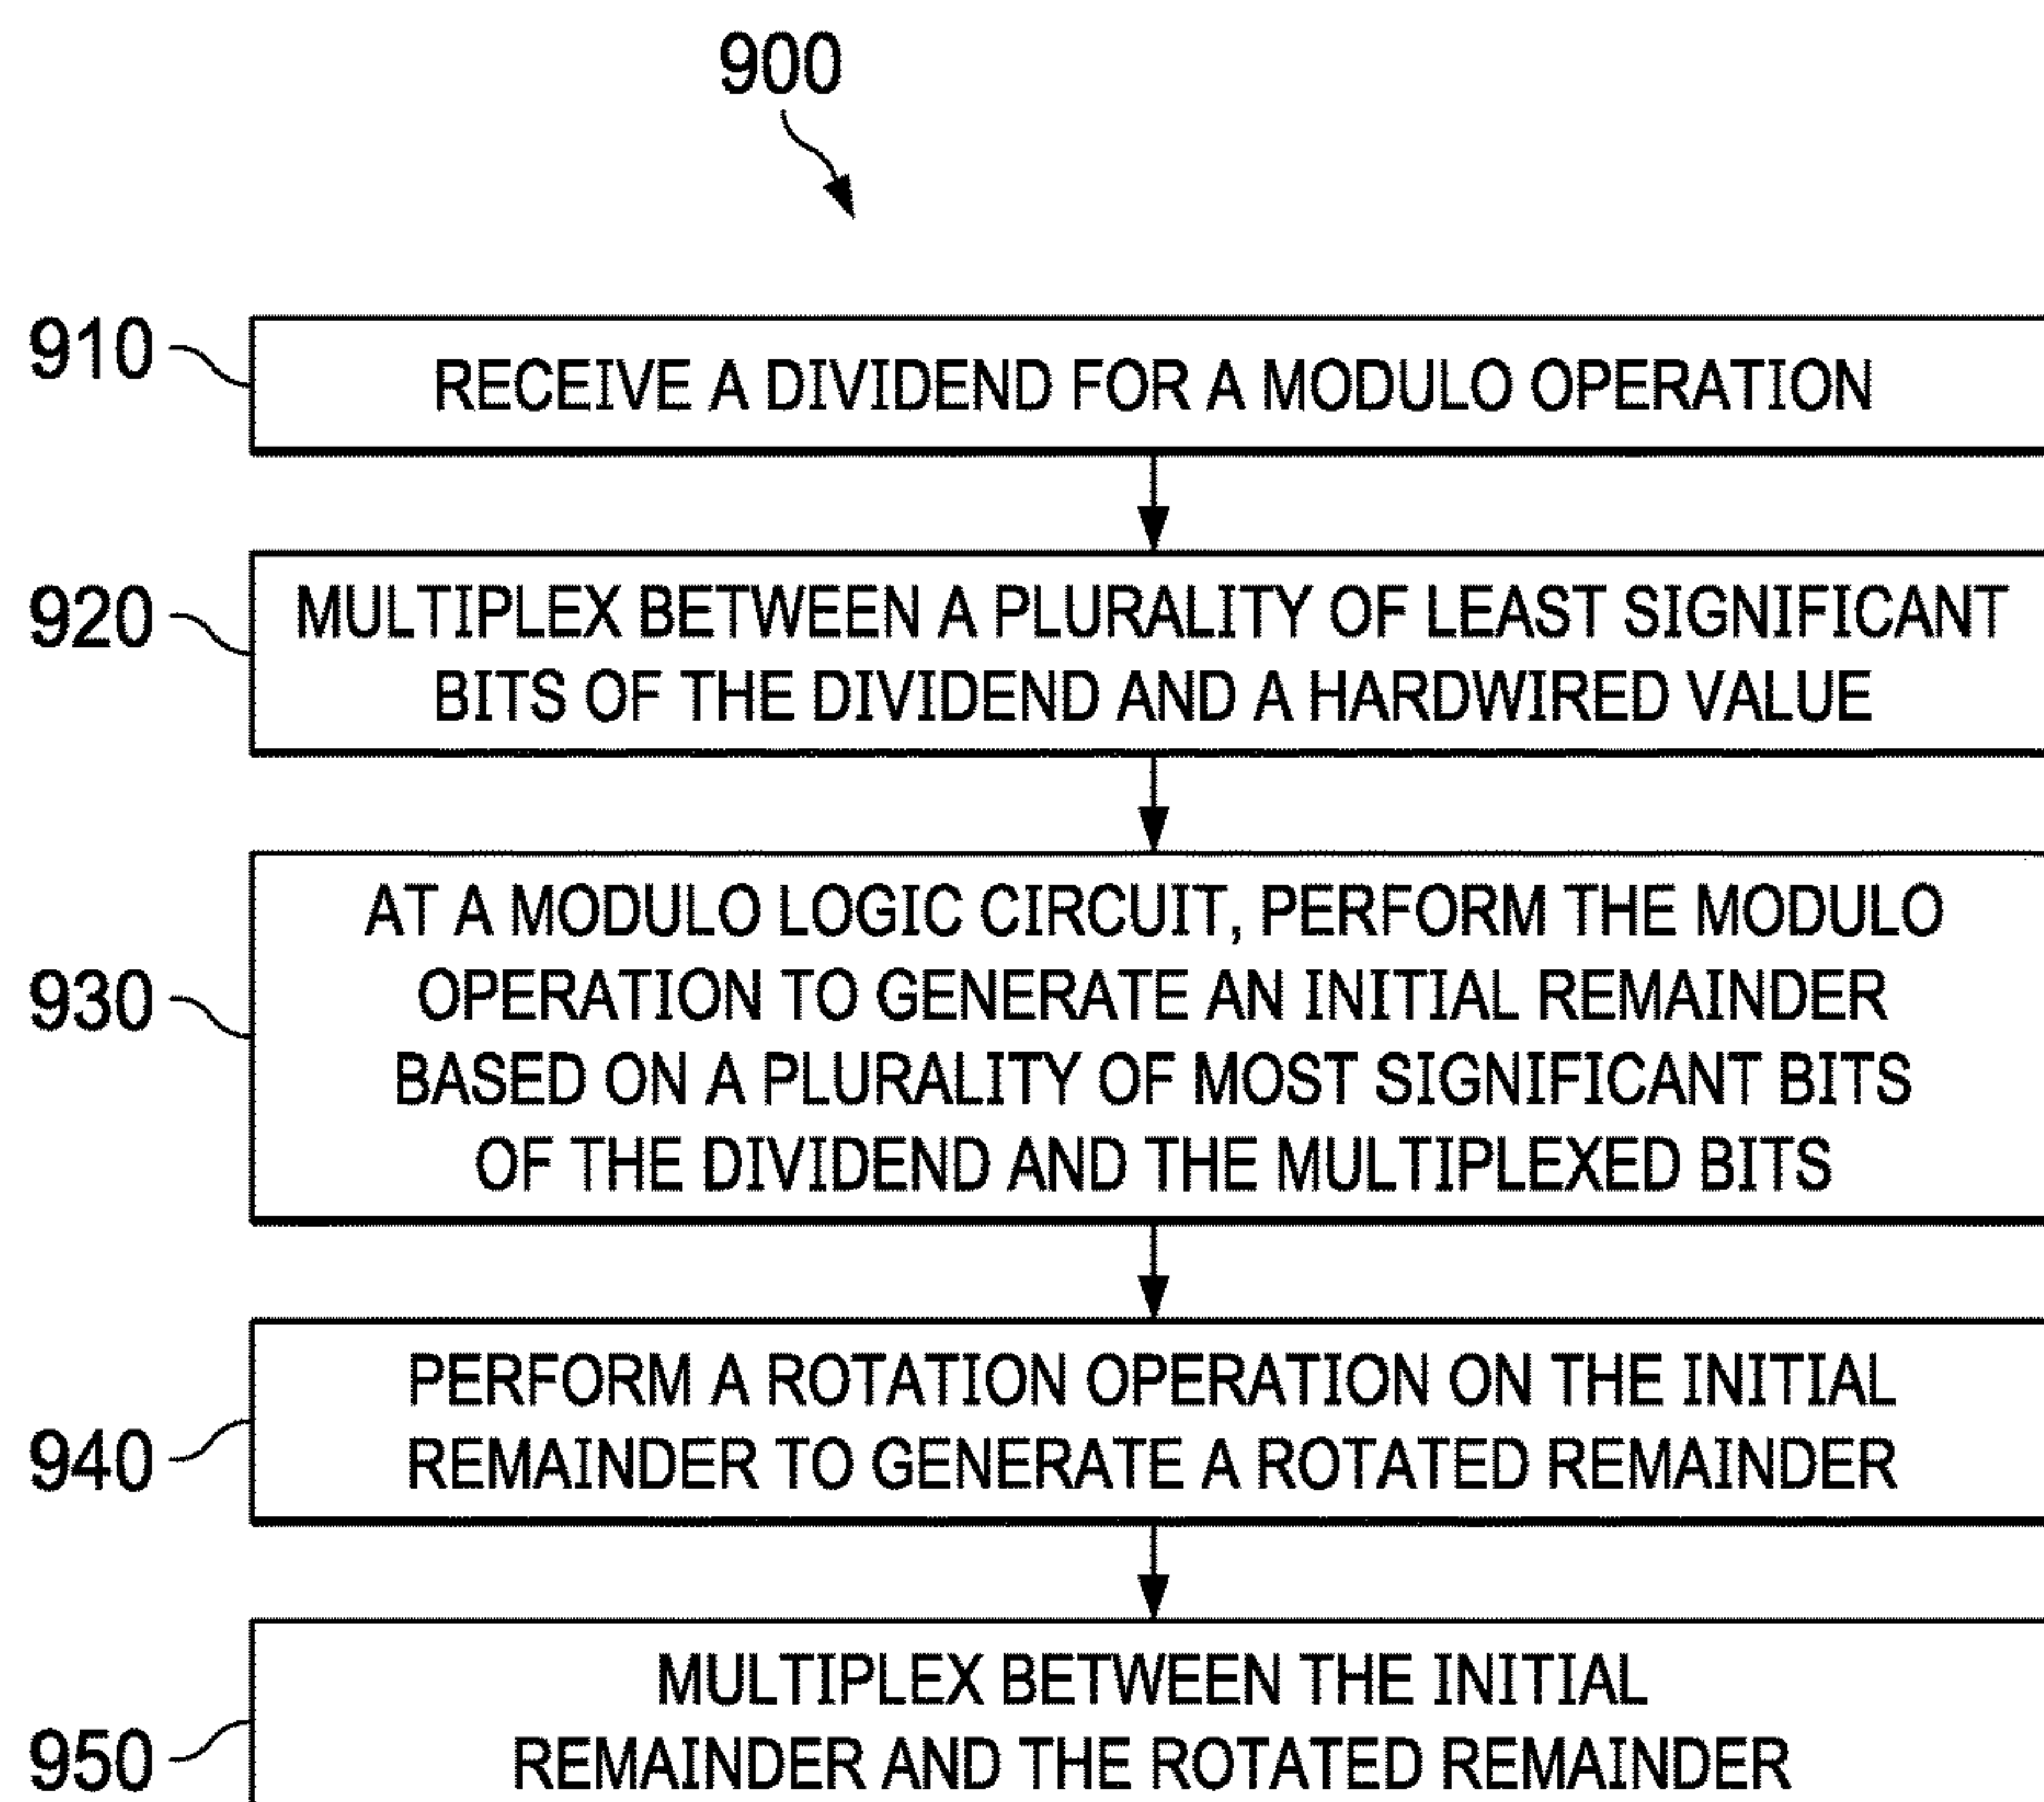 900
910
RECEIVE A DIVIDEND FOR A MODULO OPERATION
920
MULTIPLEX BETWEEN A PLURALITY OF LEAST SIGNIFICANT
BITS OF THE DIVIDEND AND A HARDWIRED VALUE
930
AT A MODULO LOGIC CIRCUIT, PERFORM THE MODULO
OPERATION TO GENERATE AN INITIAL REMAINDER
BASED ON A PLURALITY OF MOST SIGNIFICANT BITS
OF THE DIVIDEND AND THE MULTIPLEXED BITS
940
PERFORM A ROTATION OPERATION ON THE INITIAL
REMAINDER TO GENERATE A ROTATED REMAINDER
950
MULTIPLEX BETWEEN THE INITIAL
REMAINDER AND THE ROTATED REMAINDER